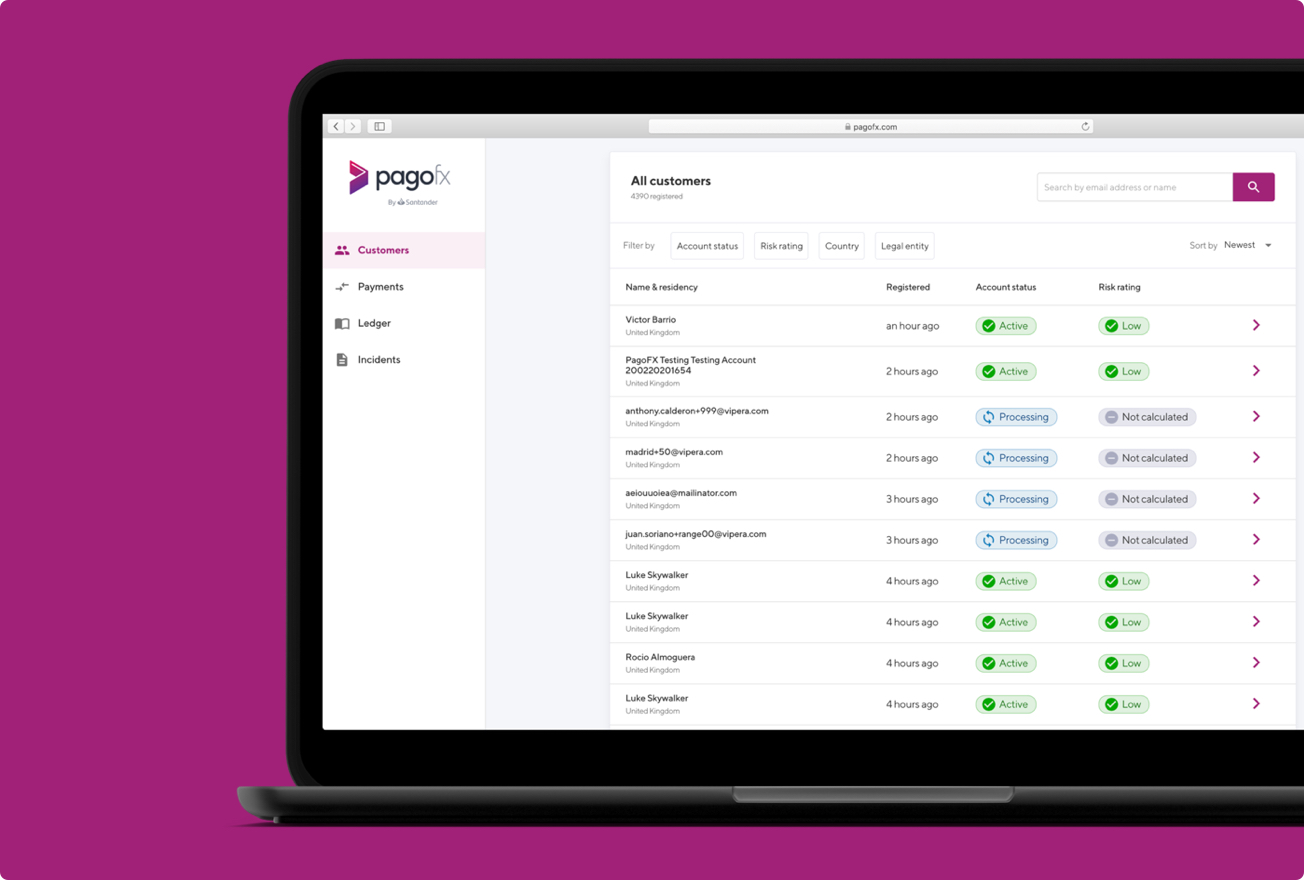 pagofx.com
pagofx
By Santander
Customers
Payments
Ledger
Incidents
All customers
4390 registered
Search by email address or name
Filter by Account status Risk rating Country Legal entity Sort by Newest
Name & residency Registered Account status Risk rating
Victor Barrio
United Kingdom
an hour ago Active Low
PagoFX Testing Testing Account
200220201654
United Kingdom
2 hours ago Active Low
anthony.calderon+999@vipera.com
United Kingdom
2 hours ago Processing Not calculated
madrid+50@vipera.com
United Kingdom
2 hours ago Processing Not calculated
aeiouuoiea@mailinator.com
United Kingdom
3 hours ago Processing Not calculated
juan.soriano+range00@vipera.com
United Kingdom
3 hours ago Processing Not calculated
Luke Skywalker
United Kingdom
4 hours ago Active Low
Luke Skywalker
United Kingdom
4 hours ago Active Low
Rocio Almoguera
United Kingdom
4 hours ago Active Low
Luke Skywalker
United Kingdom
4 hours ago Active Low